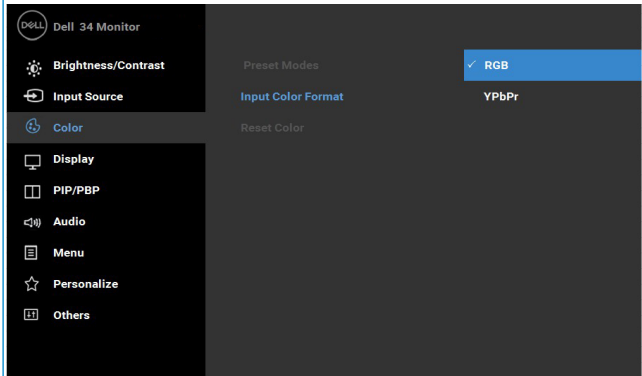 DELL Dell 34 Monitor
Brightness/Contrast Preset Modes ✓ RGB
Input Source Input Color Format YPbPr
Color Reset Color
Display
PIP/PBP
Audio
Menu
Personalize
Others